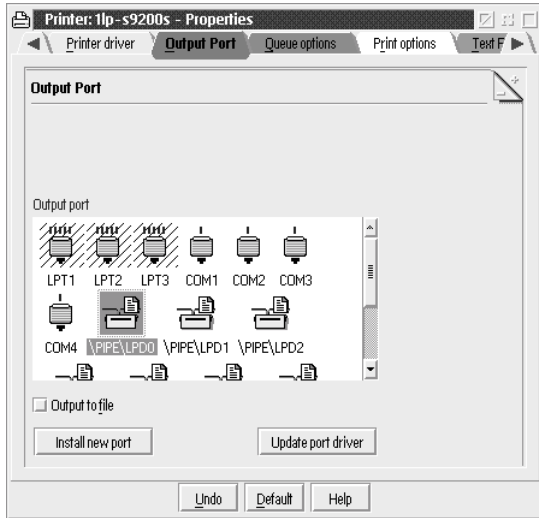 Printer: 1lp-s9200s - Properties
Printer driver Output Port Queue options Print options Text F
Output Port
Output port
LPT1 LPT2 LPT3 COM1 COM2 COM3
COM4 \PIPE\LPD0 \PIPE\LPD1 \PIPE\LPD2
Output to file
Install new port Update port driver
Undo Default Help